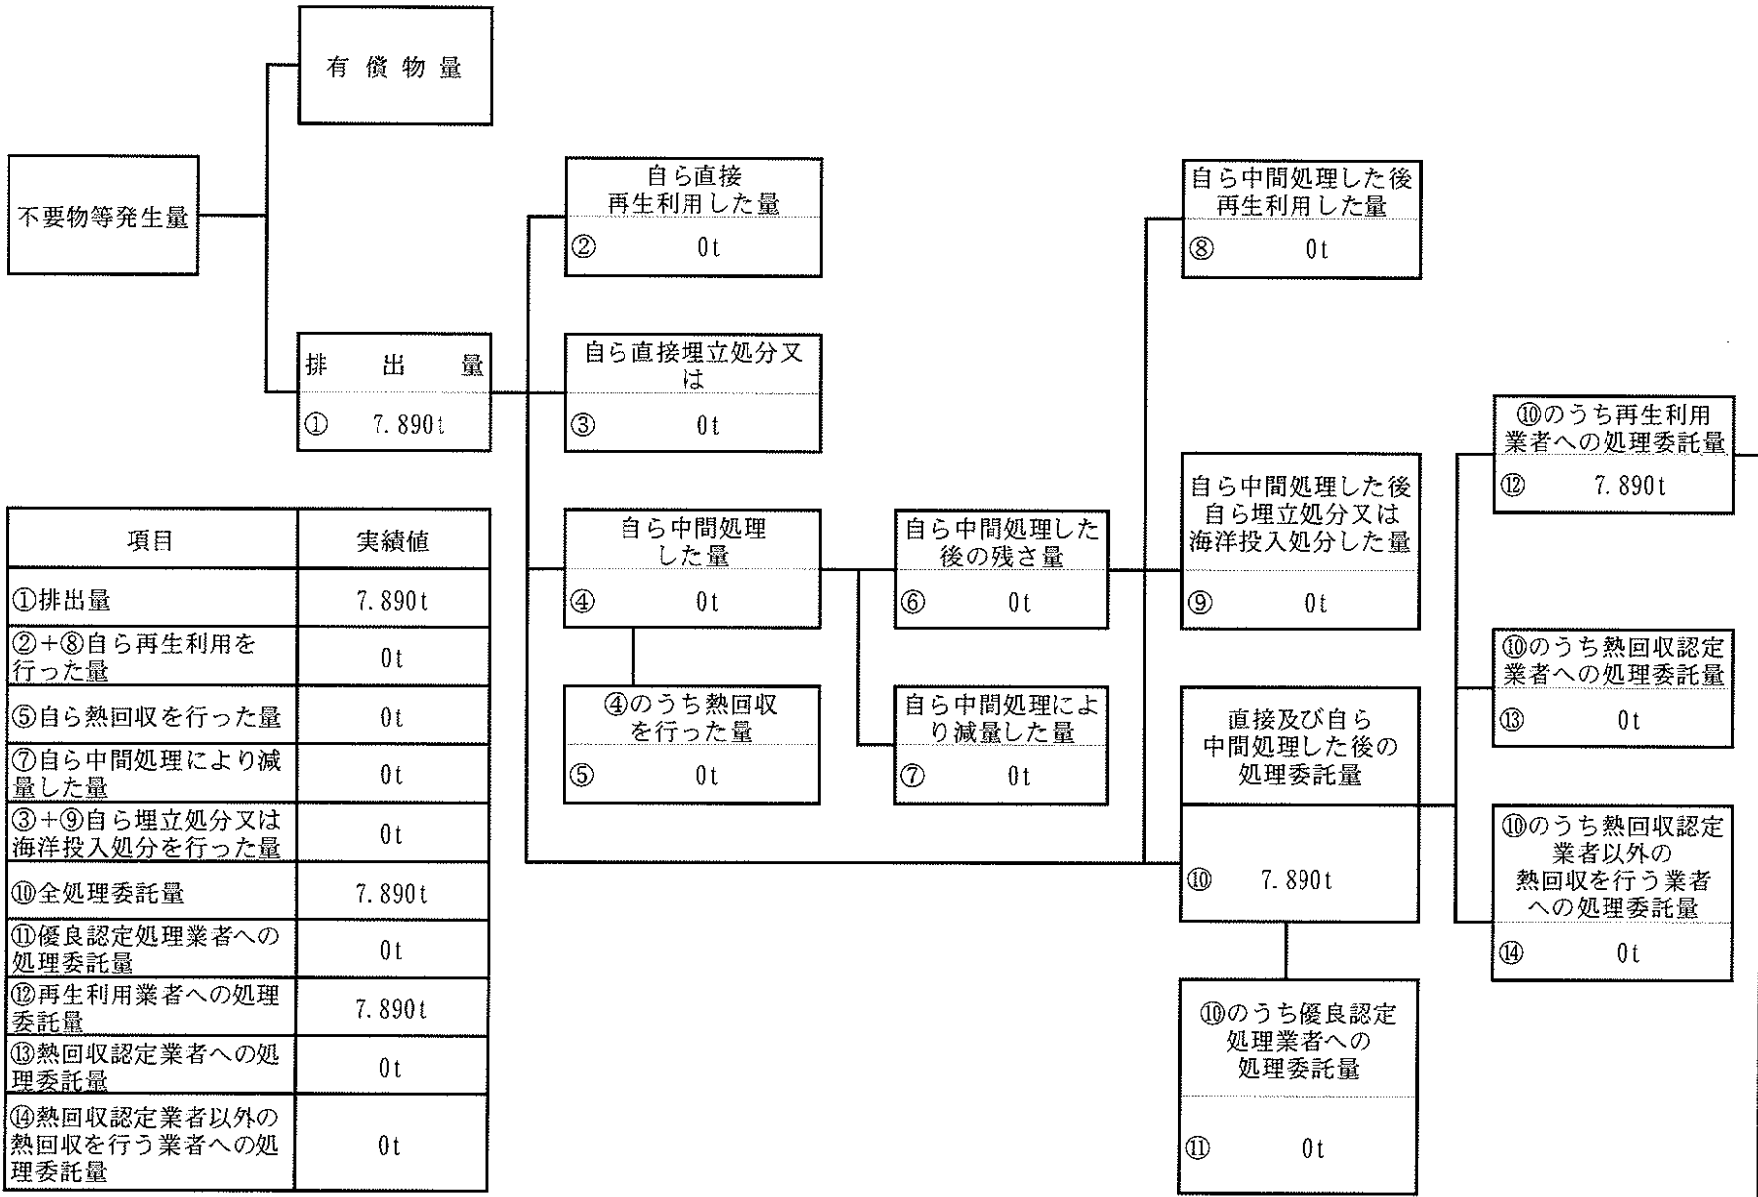 有償物量
不要物等発生量
排出量
① 7.890t
自ら直接
再生利用した量
② 0t
自ら直接埋立処分又
は
③ 0t
自ら中間処理
した量
④ 0t
④のうち熱回収
を行った量
⑤ 0t
自ら中間処理した
後の残さ量
⑥ 0t
自ら中間処理によ
り減量した量
⑦ 0t
自ら中間処理した後
再生利用した量
⑧ 0t
自ら中間処理した後
自ら埋立処分又は
海洋投入処分した量
⑨ 0t
直接及び自ら
中間処理した後の
処理委託量
⑩ 7.890t
⑩のうち優良認定
処理業者への
処理委託量
⑪ 0t
⑩のうち再生利用
業者への処理委託量
⑫ 7.890t
⑩のうち熱回収認定
業者への処理委託量
⑬ 0t
⑩のうち熱回収認定
業者以外の
熱回収を行う業者
への処理委託量
⑭ 0t
項目 実績値
①排出量 7.890t
②+⑧自ら再生利用を
行った量 0t
⑤自ら熱回収を行った量 0t
⑦自ら中間処理により減
量した量 0t
③+⑨自ら埋立処分又は
海洋投入処分を行った量 0t
⑩全処理委託量 7.890t
⑪優良認定処理業者への
処理委託量 0t
⑫再生利用業者への処理
委託量 7.890t
⑬熱回収認定業者への処
理委託量 0t
⑭熱回収認定業者以外の
熱回収を行う業者への処
理委託量 0t